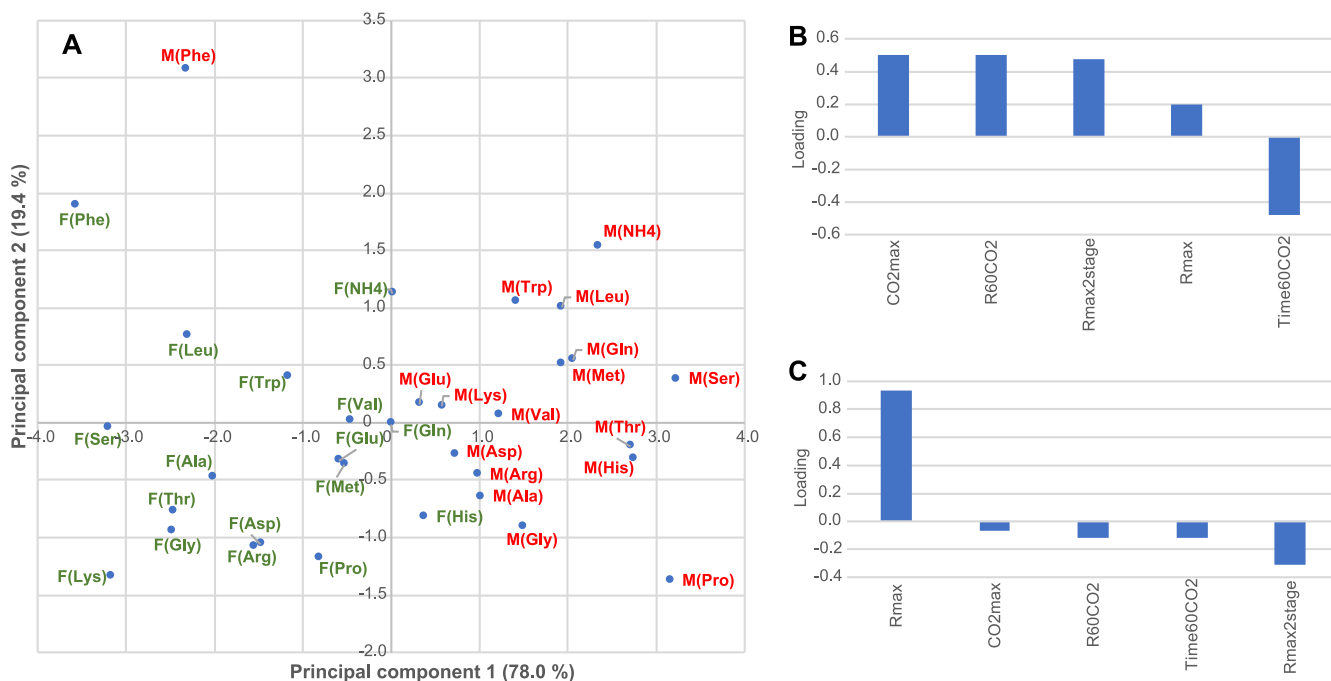 A
3.5
3.0
2.5
2.0
1.5
1.0
0.5
0
-0.5
-1.0
-1.5
-2.0
-4.0
-3.0
-2.0
-1.0
1.0
2.0
3.0
4.0
Principal component 2 (19.4 %)
Principal component 1 (78.0 %)
M(Phe)
F(Phe)
M(NH4)
F(NH4)
M(Trp)
M(Leu)
F(Leu)
M(Gln)
F(Trp)
M(Glu)
M(Met)
M(Ser)
M(Lys)
F(Val)
M(Val)
F(Ser)
F(Glu)
F(Gln)
M(Thr)
F(Ala)
M(Asp)
M(His)
F(Met)
M(Arg)
F(Thr)
M(Ala)
F(Asp)
F(His)
F(Gly)
F(Arg)
M(Gly)
F(Lys)
F(Pro)
M(Pro)
B
0.6
0.4
0.2
0.0
-0.2
-0.4
-0.6
Loading
CO2max
R60CO2
Rmax2stage
Rmax
Time60CO2
C
1.0
0.8
0.6
0.4
0.2
0.0
-0.2
-0.4
Loading
Rmax
CO2max
R60CO2
Time60CO2
Rmax2stage